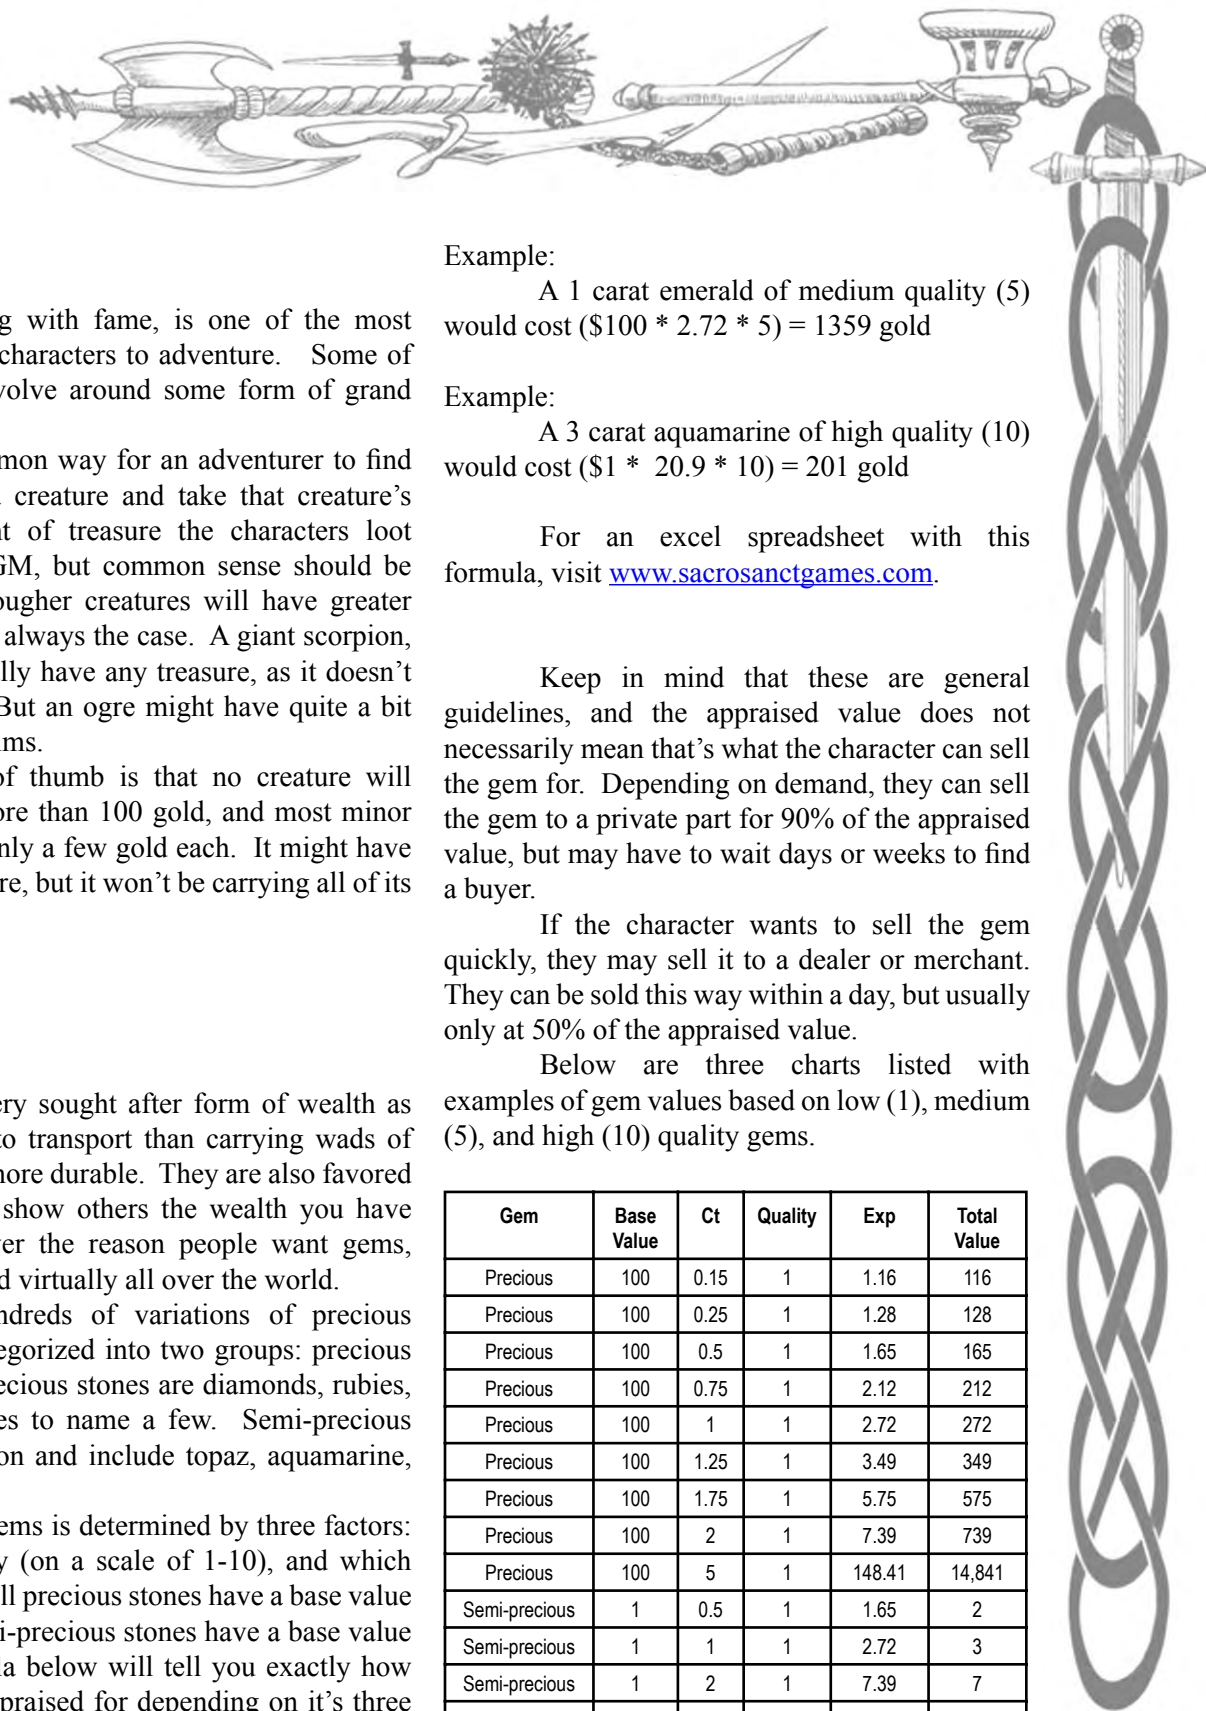 g with fame, is one of the most
characters to adventure. Some of
volve around some form of grand
mon way for an adventurer to find
creature and take that creature’s
t of treasure the characters loot
GM, but common sense should be
ougher creatures will have greater
always the case. A giant scorpion,
lly have any treasure, as it doesn’t
But an ogre might have quite a bit
ms.
of thumb is that no creature will
ore than 100 gold, and most minor
nly a few gold each. It might have
re, but it won’t be carrying all of its
ery sought after form of wealth as
to transport than carrying wads of
more durable. They are also favored
show others the wealth you have
ver the reason people want gems,
d virtually all over the world.
ndreds of variations of precious
egorized into two groups: precious
ecious stones are diamonds, rubies,
es to name a few. Semi-precious
on and include topaz, aquamarine,
ems is determined by three factors:
y (on a scale of 1-10), and which
ll precious stones have a base value
i-precious stones have a base value
la below will tell you exactly how
praised for depending on it’s three
Example:
A 1 carat emerald of medium quality (5)
would cost ($100 * 2.72 * 5) = 1359 gold
Example:
A 3 carat aquamarine of high quality (10)
would cost ($1 * 20.9 * 10) = 201 gold
For an excel spreadsheet with this
formula, visit www.sacrosanctgames.com.
Keep in mind that these are general
guidelines, and the appraised value does not
necessarily mean that’s what the character can sell
the gem for. Depending on demand, they can sell
the gem to a private part for 90% of the appraised
value, but may have to wait days or weeks to find
a buyer.
If the character wants to sell the gem
quickly, they may sell it to a dealer or merchant.
They can be sold this way within a day, but usually
only at 50% of the appraised value.
Below are three charts listed with
examples of gem values based on low (1), medium
(5), and high (10) quality gems.
Gem Base Value Ct Quality Exp Total Value
Precious 100 0.15 1 1.16 116
Precious 100 0.25 1 1.28 128
Precious 100 0.5 1 1.65 165
Precious 100 0.75 1 2.12 212
Precious 100 1 1 2.72 272
Precious 100 1.25 1 3.49 349
Precious 100 1.75 1 5.75 575
Precious 100 2 1 7.39 739
Precious 100 5 1 148.41 14,841
Semi-precious 1 0.5 1 1.65 2
Semi-precious 1 1 1 2.72 3
Semi-precious 1 2 1 7.39 7